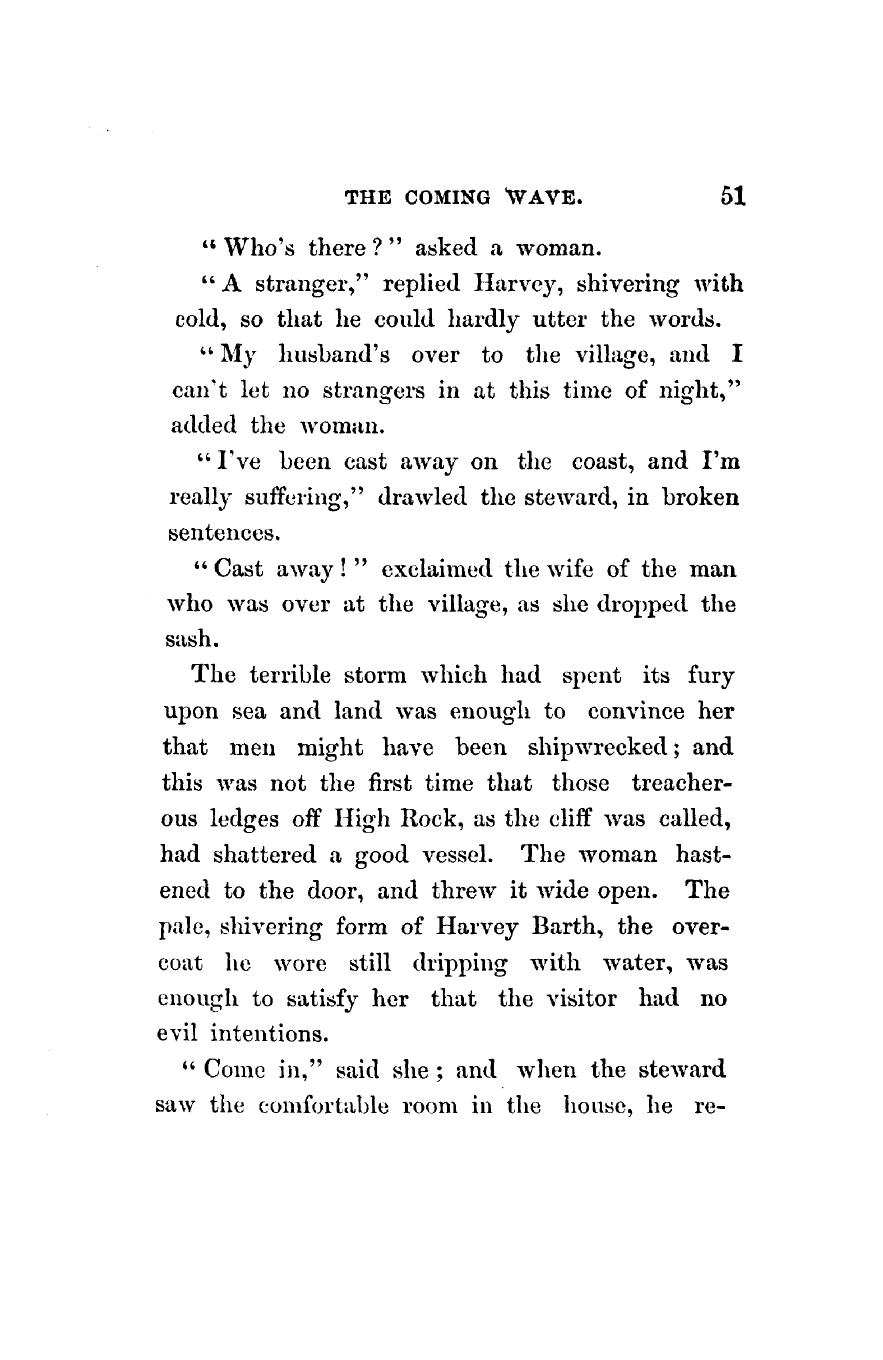 THE COMING WAVE. 51
“Who’s there?” asked a woman.
“A stranger,” replied Harvey, shivering with
cold, so that he could hardly utter the words.
“My husband’s over to the village, and I
can’t let no strangers in at this time of night,”
added the woman.
“I’ve been cast away on the coast, and I’m
really suffering,” drawled the steward, in broken
sentences.
“Cast away!” exclaimed the wife of the man
who was over at the village, as she dropped the
sash.
The terrible storm which had spent its fury
upon sea and land was enough to convince her
that men might have been shipwrecked; and
this was not the first time that those treacher-
ous ledges off High Rock, as the cliff was called,
had shattered a good vessel. The woman hast-
ened to the door, and threw it wide open. The
pale, shivering form of Harvey Barth, the over-
coat he wore still dripping with water, was
enough to satisfy her that the visitor had no
evil intentions.
“Come in,” said she; and when the steward
saw the comfortable room in the house, he re-